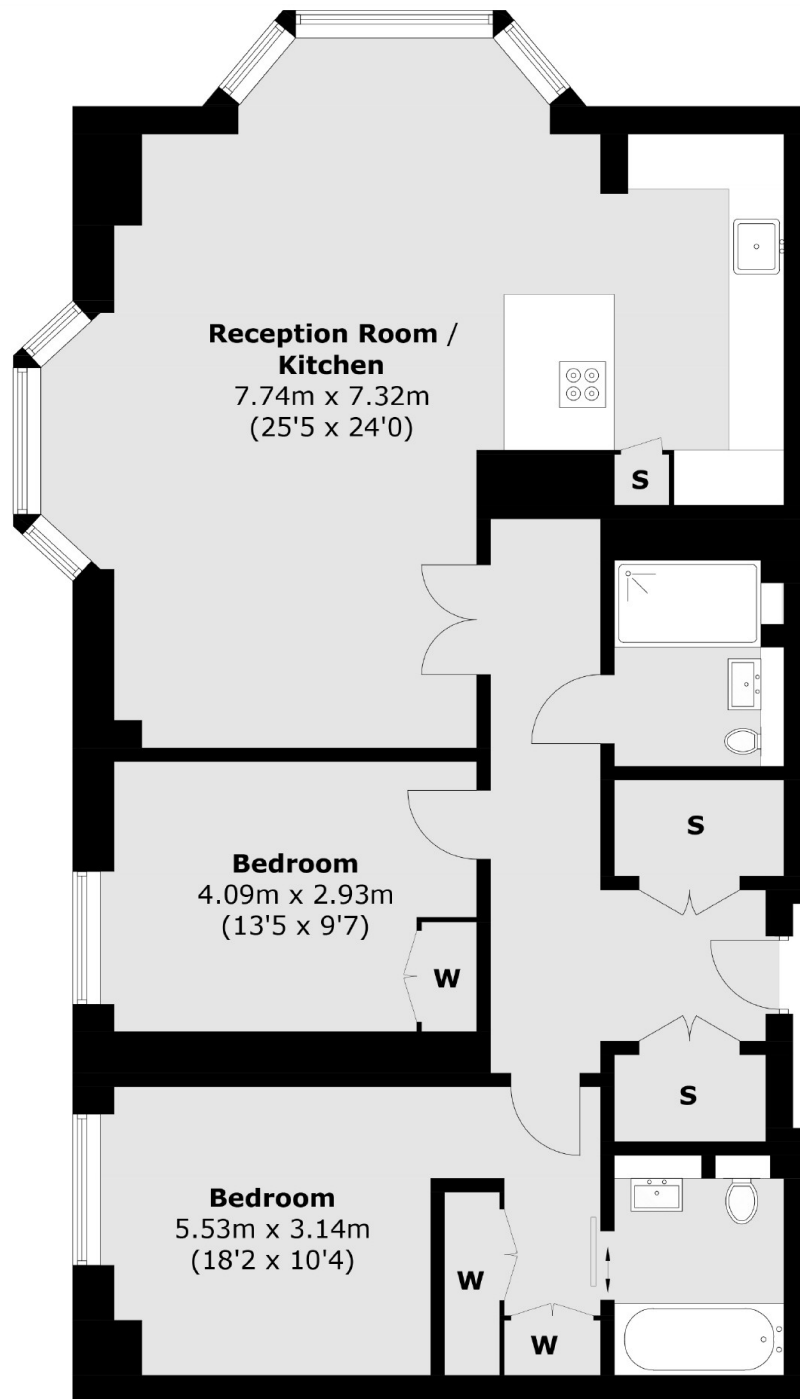 Reception Room /
Kitchen
7.74m x 7.32m
(25'5 x 24'0)
S
S
Bedroom
4.09m x 2.93m
(13'5 x 9'7)
W
S
Bedroom
5.53m x 3.14m
(18'2 x 10'4)
W
W